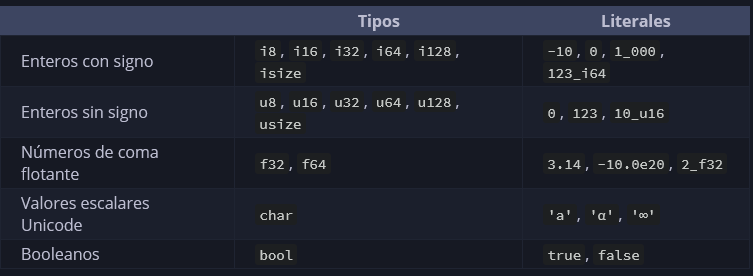 Tipos Literales
Enteros con signo i8, i16, i32, i64, i128, isize -10, 0, 1_000, 123_i64
Enteros sin signo u8, u16, u32, u64, u128, usize 0, 123, 10_u16
Números de coma flotante f32, f64 3.14, -10.0e20, 2_f32
Valores escalares Unicode char 'a', 'α', '∞'
Booleanos bool true, false